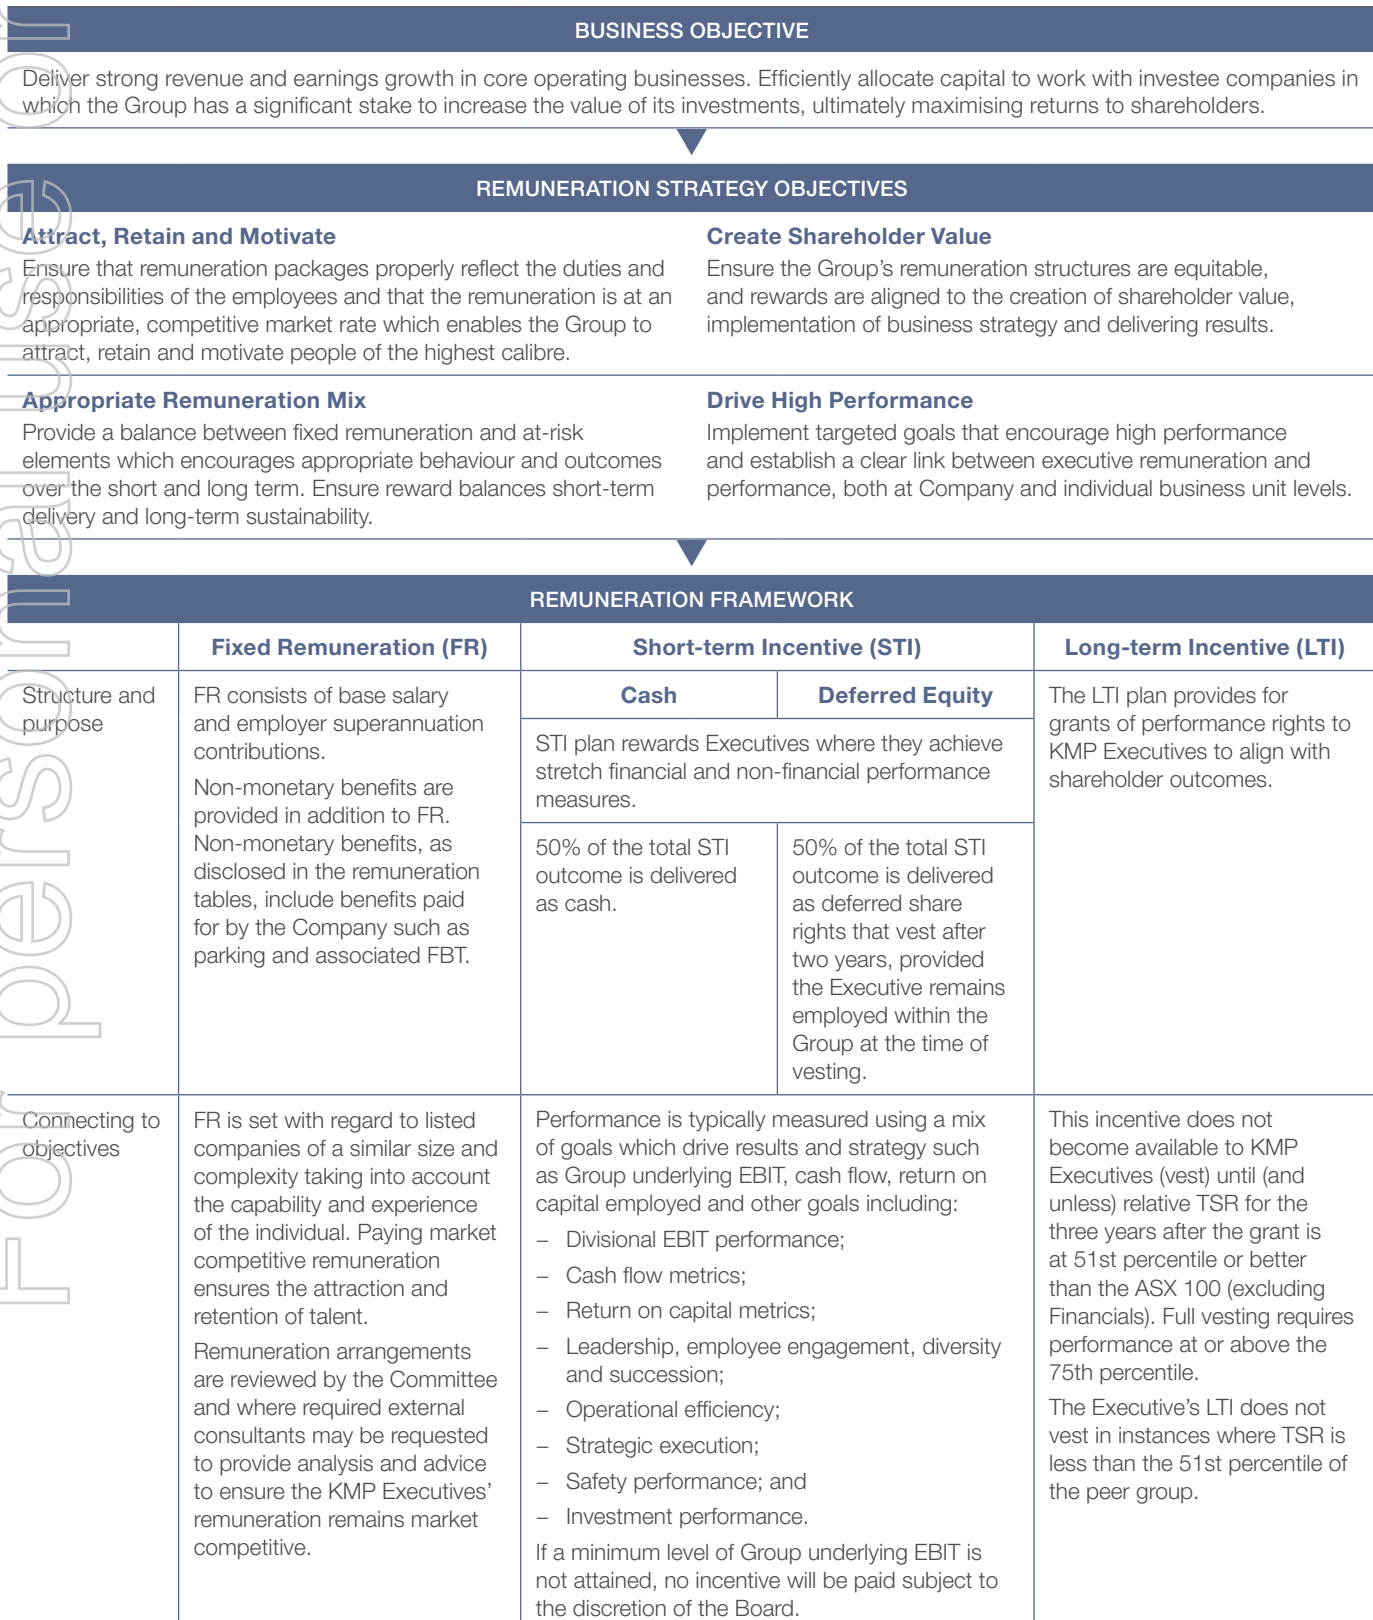 BUSINESS OBJECTIVE
Deliver strong revenue and earnings growth in core operating businesses. Efficiently allocate capital to work with investee companies in
which the Group has a significant stake to increase the value of its investments, ultimately maximising returns to shareholders.
REMUNERATION STRATEGY OBJECTIVES
Attract, Retain and Motivate
Ensure that remuneration packages properly reflect the duties and
responsibilities of the employees and that the remuneration is at an
appropriate, competitive market rate which enables the Group to
attract, retain and motivate people of the highest calibre.
Create Shareholder Value
Ensure the Group's remuneration structures are equitable,
and rewards are aligned to the creation of shareholder value,
implementation of business strategy and delivering results.
Appropriate Remuneration Mix
Provide a balance between fixed remuneration and at-risk
elements which encourages appropriate behaviour and outcomes
over the short and long term. Ensure reward balances short-term
delivery and long-term sustainability.
Drive High Performance
Implement targeted goals that encourage high performance
and establish a clear link between executive remuneration and
performance, both at Company and individual business unit levels.
REMUNERATION FRAMEWORK
Fixed Remuneration (FR)
Short-term Incentive (STI)
Long-term Incentive (LTI)
Structure and
purpose
FR consists of base salary
and employer superannuation
contributions.
Non-monetary benefits are
provided in addition to FR.
Non-monetary benefits, as
disclosed in the remuneration
tables, include benefits paid
for by the Company such as
parking and associated FBT.
Cash
Deferred Equity
STI plan rewards Executives where they achieve
stretch financial and non-financial performance
measures.
50% of the total STI
outcome is delivered
as cash.
50% of the total STI
outcome is delivered
as deferred share
rights that vest after
two years, provided
the Executive remains
employed within the
Group at the time of
vesting.
The LTI plan provides for
grants of performance rights to
KMP Executives to align with
shareholder outcomes.
Connecting to
objectives
FR is set with regard to listed
companies of a similar size and
complexity taking into account
the capability and experience
of the individual. Paying market
competitive remuneration
ensures the attraction and
retention of talent.
Remuneration arrangements
are reviewed by the Committee
and where required external
consultants may be requested
to provide analysis and advice
to ensure the KMP Executives'
remuneration remains market
competitive.
Performance is typically measured using a mix
of goals which drive results and strategy such
as Group underlying EBIT, cash flow, return on
capital employed and other goals including:
– Divisional EBIT performance;
– Cash flow metrics;
– Return on capital metrics;
– Leadership, employee engagement, diversity
and succession;
– Operational efficiency;
– Strategic execution;
– Safety performance; and
– Investment performance.
If a minimum level of Group underlying EBIT is
not attained, no incentive will be paid subject to
the discretion of the Board.
This incentive does not
become available to KMP
Executives (vest) until (and
unless) relative TSR for the
three years after the grant is
at 51st percentile or better
than the ASX 100 (excluding
Financials). Full vesting requires
performance at or above the
75th percentile.
The Executive's LTI does not
vest in instances where TSR is
less than the 51st percentile of
the peer group.
For personal use